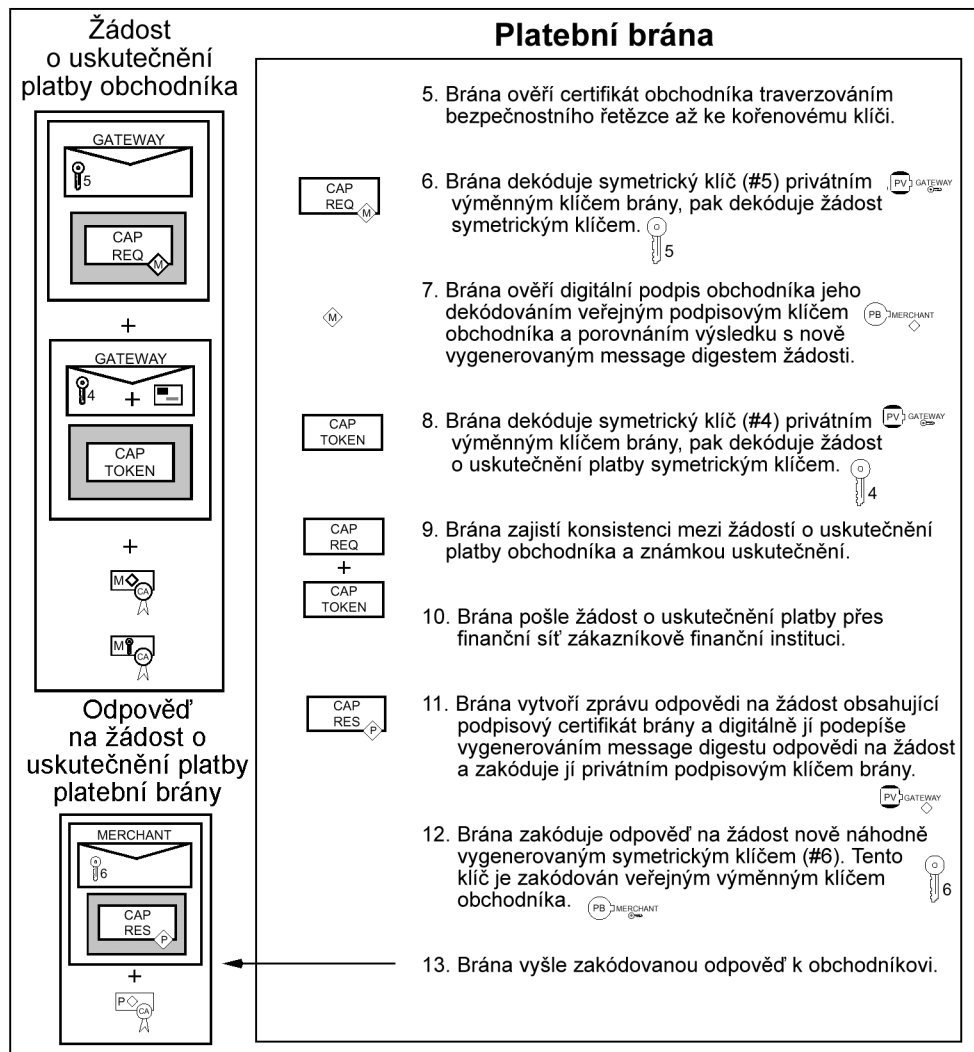 Žádost
o uskutečnění
platby obchodníka
GATEWAY
5
CAP
REQ
M
+
GATEWAY
4
+
CAP
TOKEN
+
M
CA
M
CA
Odpověď
na žádost o
uskutečnění platby
platební brány
MERCHANT
6
CAP
RES
P
+
P
CA
Platební brána
5. Brána ověří certifikát obchodníka traverzováním
bezpečnostního řetězce až ke kořenovému klíči.
CAP
REQ
M
6. Brána dekóduje symetrický klíč (#5) privátním
výměnným klíčem brány, pak dekóduje žádost
symetrickým klíčem.
PV GATEWAY
5
M
7. Brána ověří digitální podpis obchodníka jeho
dekódováním veřejným podpisovým klíčem
obchodníka a porovnáním výsledku s nově
vygenerovaným message digestem žádosti.
PB MERCHANT
CAP
TOKEN
8. Brána dekóduje symetrický klíč (#4) privátním
výměnným klíčem brány, pak dekóduje žádost
o uskutečnění platby symetrickým klíčem.
PV GATEWAY
4
CAP
REQ
+
CAP
TOKEN
9. Brána zajistí konsistenci mezi žádostí o uskutečnění
platby obchodníka a známkou uskutečnění.
10. Brána pošle žádost o uskutečnění platby přes
finanční síť zákazníkově finanční instituci.
CAP
RES
P
11. Brána vytvoří zprávu odpovědi na žádost obsahující
podpisový certifikát brány a digitálně jí podepíše
vygenerováním message digestu odpovědi na žádost
a zakóduje jí privátním podpisovým klíčem brány.
PV GATEWAY
12. Brána zakóduje odpověď na žádost nově náhodně
vygenerovaným symetrickým klíčem (#6). Tento
klíč je zakódován veřejným výměnným klíčem
obchodníka.
PB MERCHANT
6
13. Brána vyšle zakódovanou odpověď k obchodníkovi.